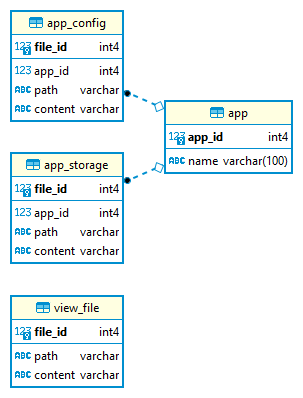 app_config
123 file_id int4
123 app_id int4
ABC path varchar
ABC content varchar
app
123 app_id int4
ABC name varchar(100)
app_storage
123 file_id int4
123 app_id int4
ABC path varchar
ABC content varchar
view_file
123 file_id int4
ABC path varchar
ABC content varchar